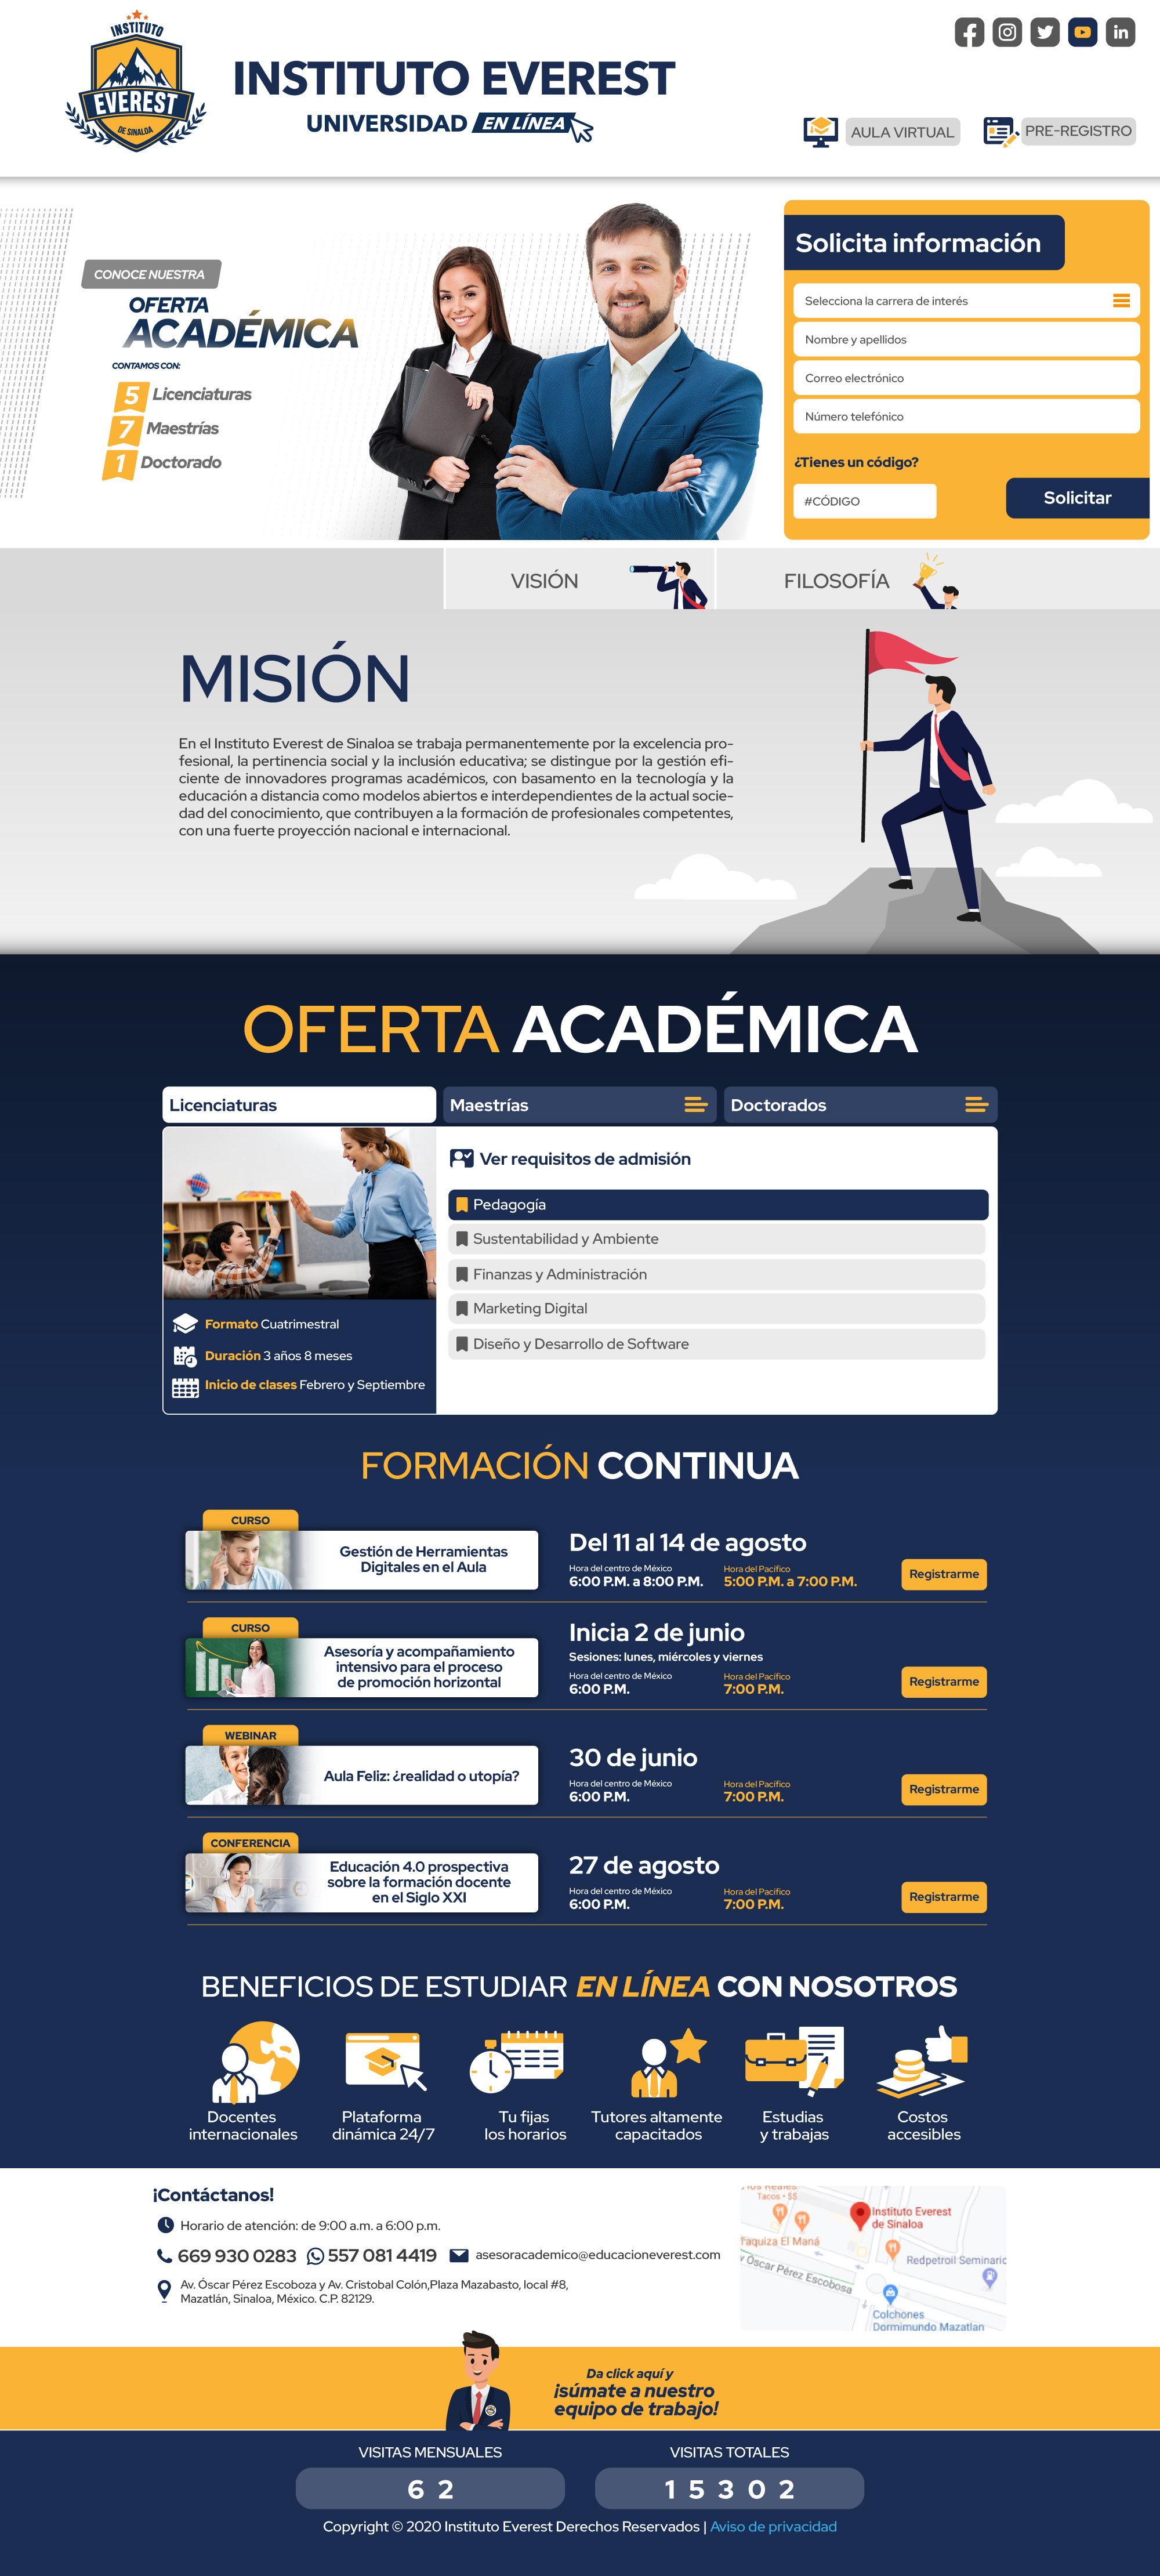 INSTITUTO
EVEREST
DE SINALOA
INSTITUTO EVEREST
UNIVERSIDAD EN LÍNEA
AULA VIRTUAL
PRE-REGISTRO
CONOCE NUESTRA
OFERTA
ACADÉMICA
CONTAMOS CON:
5 Licenciaturas
7 Maestrías
1 Doctorado
Solicita información
Selecciona la carrera de interés
Nombre y apellidos
Correo electrónico
Número telefónico
¿Tienes un código?
#CÓDIGO
Solicitar
VISIÓN
FILOSOFÍA
MISIÓN
En el Instituto Everest de Sinaloa se trabaja permanentemente por la excelencia pro-
fesional, la pertinencia social y la inclusión educativa; se distingue por la gestión efi-
ciente de innovadores programas académicos, con basamento en la tecnología y la
educación a distancia como modelos abiertos e interdependientes de la actual socie-
dad del conocimiento, que contribuyen a la formación de profesionales competentes,
con una fuerte proyección nacional e internacional.
OFERTA ACADÉMICA
Licenciaturas
Maestrías
Doctorados
Ver requisitos de admisión
Pedagogía
Sustentabilidad y Ambiente
Finanzas y Administración
Marketing Digital
Diseño y Desarrollo de Software
Formato Cuatrimestral
Duración 3 años 8 meses
Inicio de clases Febrero y Septiembre
FORMACIÓN CONTINUA
CURSO
Gestión de Herramientas
Digitales en el Aula
Del 11 al 14 de agosto
Hora del centro de México
6:00 P.M. a 8:00 P.M.
Hora del Pacífico
5:00 P.M. a 7:00 P.M.
Registrarme
CURSO
Asesoría y acompañamiento
intensivo para el proceso
de promoción horizontal
Inicia 2 de junio
Sesiones: lunes, miércoles y viernes
Hora del centro de México
6:00 P.M.
Hora del Pacífico
7:00 P.M.
Registrarme
WEBINAR
Aula Feliz: ¿realidad o utopía?
30 de junio
Hora del centro de México
6:00 P.M.
Hora del Pacífico
7:00 P.M.
Registrarme
CONFERENCIA
Educación 4.0 prospectiva
sobre la formación docente
en el Siglo XXI
27 de agosto
Hora del centro de México
6:00 P.M.
Hora del Pacífico
7:00 P.M.
Registrarme
BENEFICIOS DE ESTUDIAR EN LÍNEA CON NOSOTROS
Docentes
internacionales
Plataforma
dinámica 24/7
Tu fijas
los horarios
Tutores altamente
capacitados
Estudias
y trabajas
Costos
accesibles
¡Contáctanos!
Horario de atención: de 9:00 a.m. a 6:00 p.m.
669 930 0283
557 081 4419
asesoracademico@educacioneverest.com
Av. Óscar Pérez Escoboza y Av. Cristobal Colón,Plaza Mazabasto, local #8,
Mazatlán, Sinaloa, México. C.P. 82129.
Tacos · $$
Instituto Everest
de Sinaloa
Taquiza El Maná
Redpetroil Seminario
Óscar Pérez Escobosa
Colchones
Dormimundo Mazatlan
Da click aquí y
¡súmate a nuestro
equipo de trabajo!
VISITAS MENSUALES
6 2
VISITAS TOTALES
1 5 3 0 2
Copyright © 2020 Instituto Everest Derechos Reservados | Aviso de privacidad